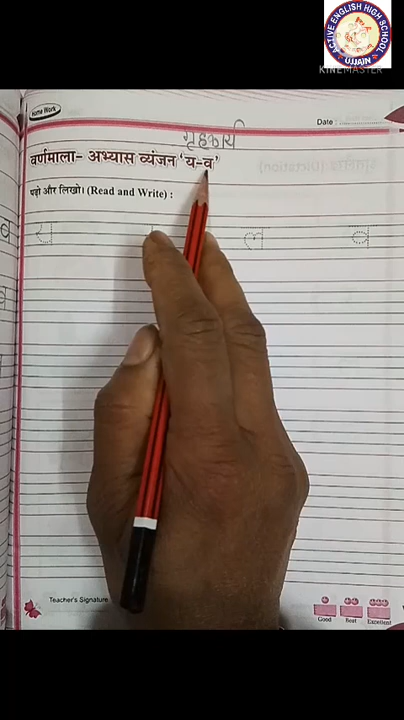 ACTIVE ENGLISH HIGH SCHOOL
UJJAIN
KINEMASTER
Home Work
Date :
गृहकार्य
वर्णमाला- अभ्यास व्यंजन ‘य-व’
पढ़ो और लिखो। (Read and Write) :
य ल व
Teacher's Signature
Good Best Excellent